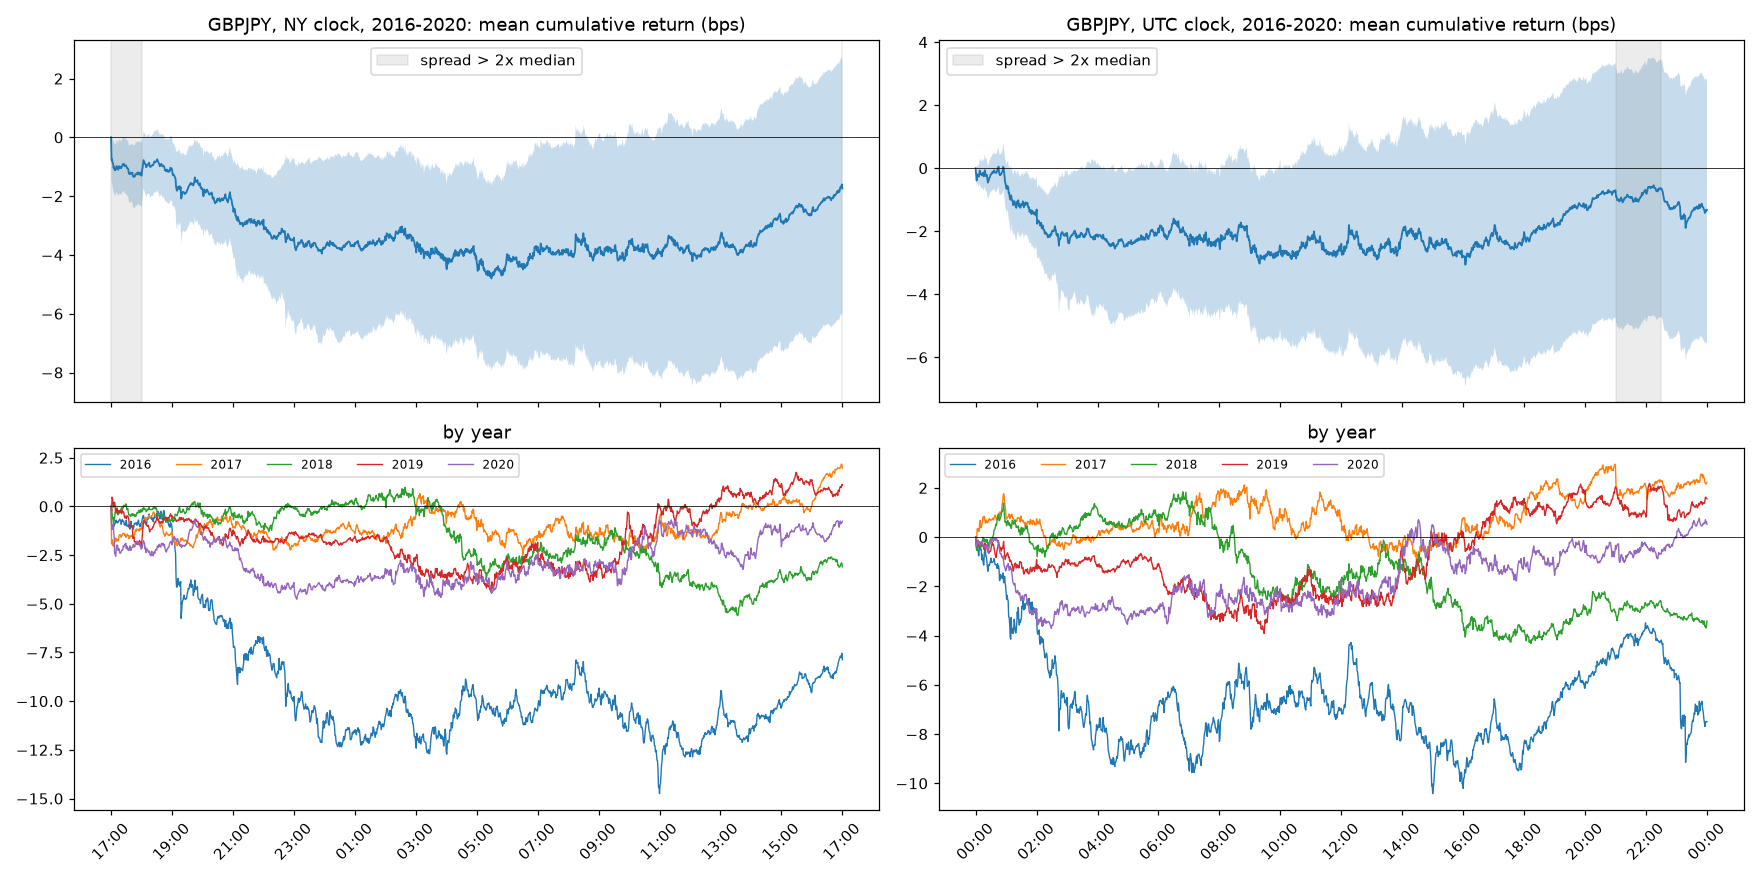 GBPJPY, NY clock, 2016-2020: mean cumulative return (bps)
spread > 2x median
2
0
−2
−4
−6
−8
GBPJPY, UTC clock, 2016-2020: mean cumulative return (bps)
spread > 2x median
4
2
0
−2
−4
−6
by year
2016 2017 2018 2019 2020
2.5
0.0
−2.5
−5.0
−7.5
−10.0
−12.5
−15.0
17:00 19:00 21:00 23:00 01:00 03:00 05:00 07:00 09:00 11:00 13:00 15:00 17:00
by year
2016 2017 2018 2019 2020
2
0
−2
−4
−6
−8
−10
00:00 02:00 04:00 06:00 08:00 10:00 12:00 14:00 16:00 18:00 20:00 22:00 00:00